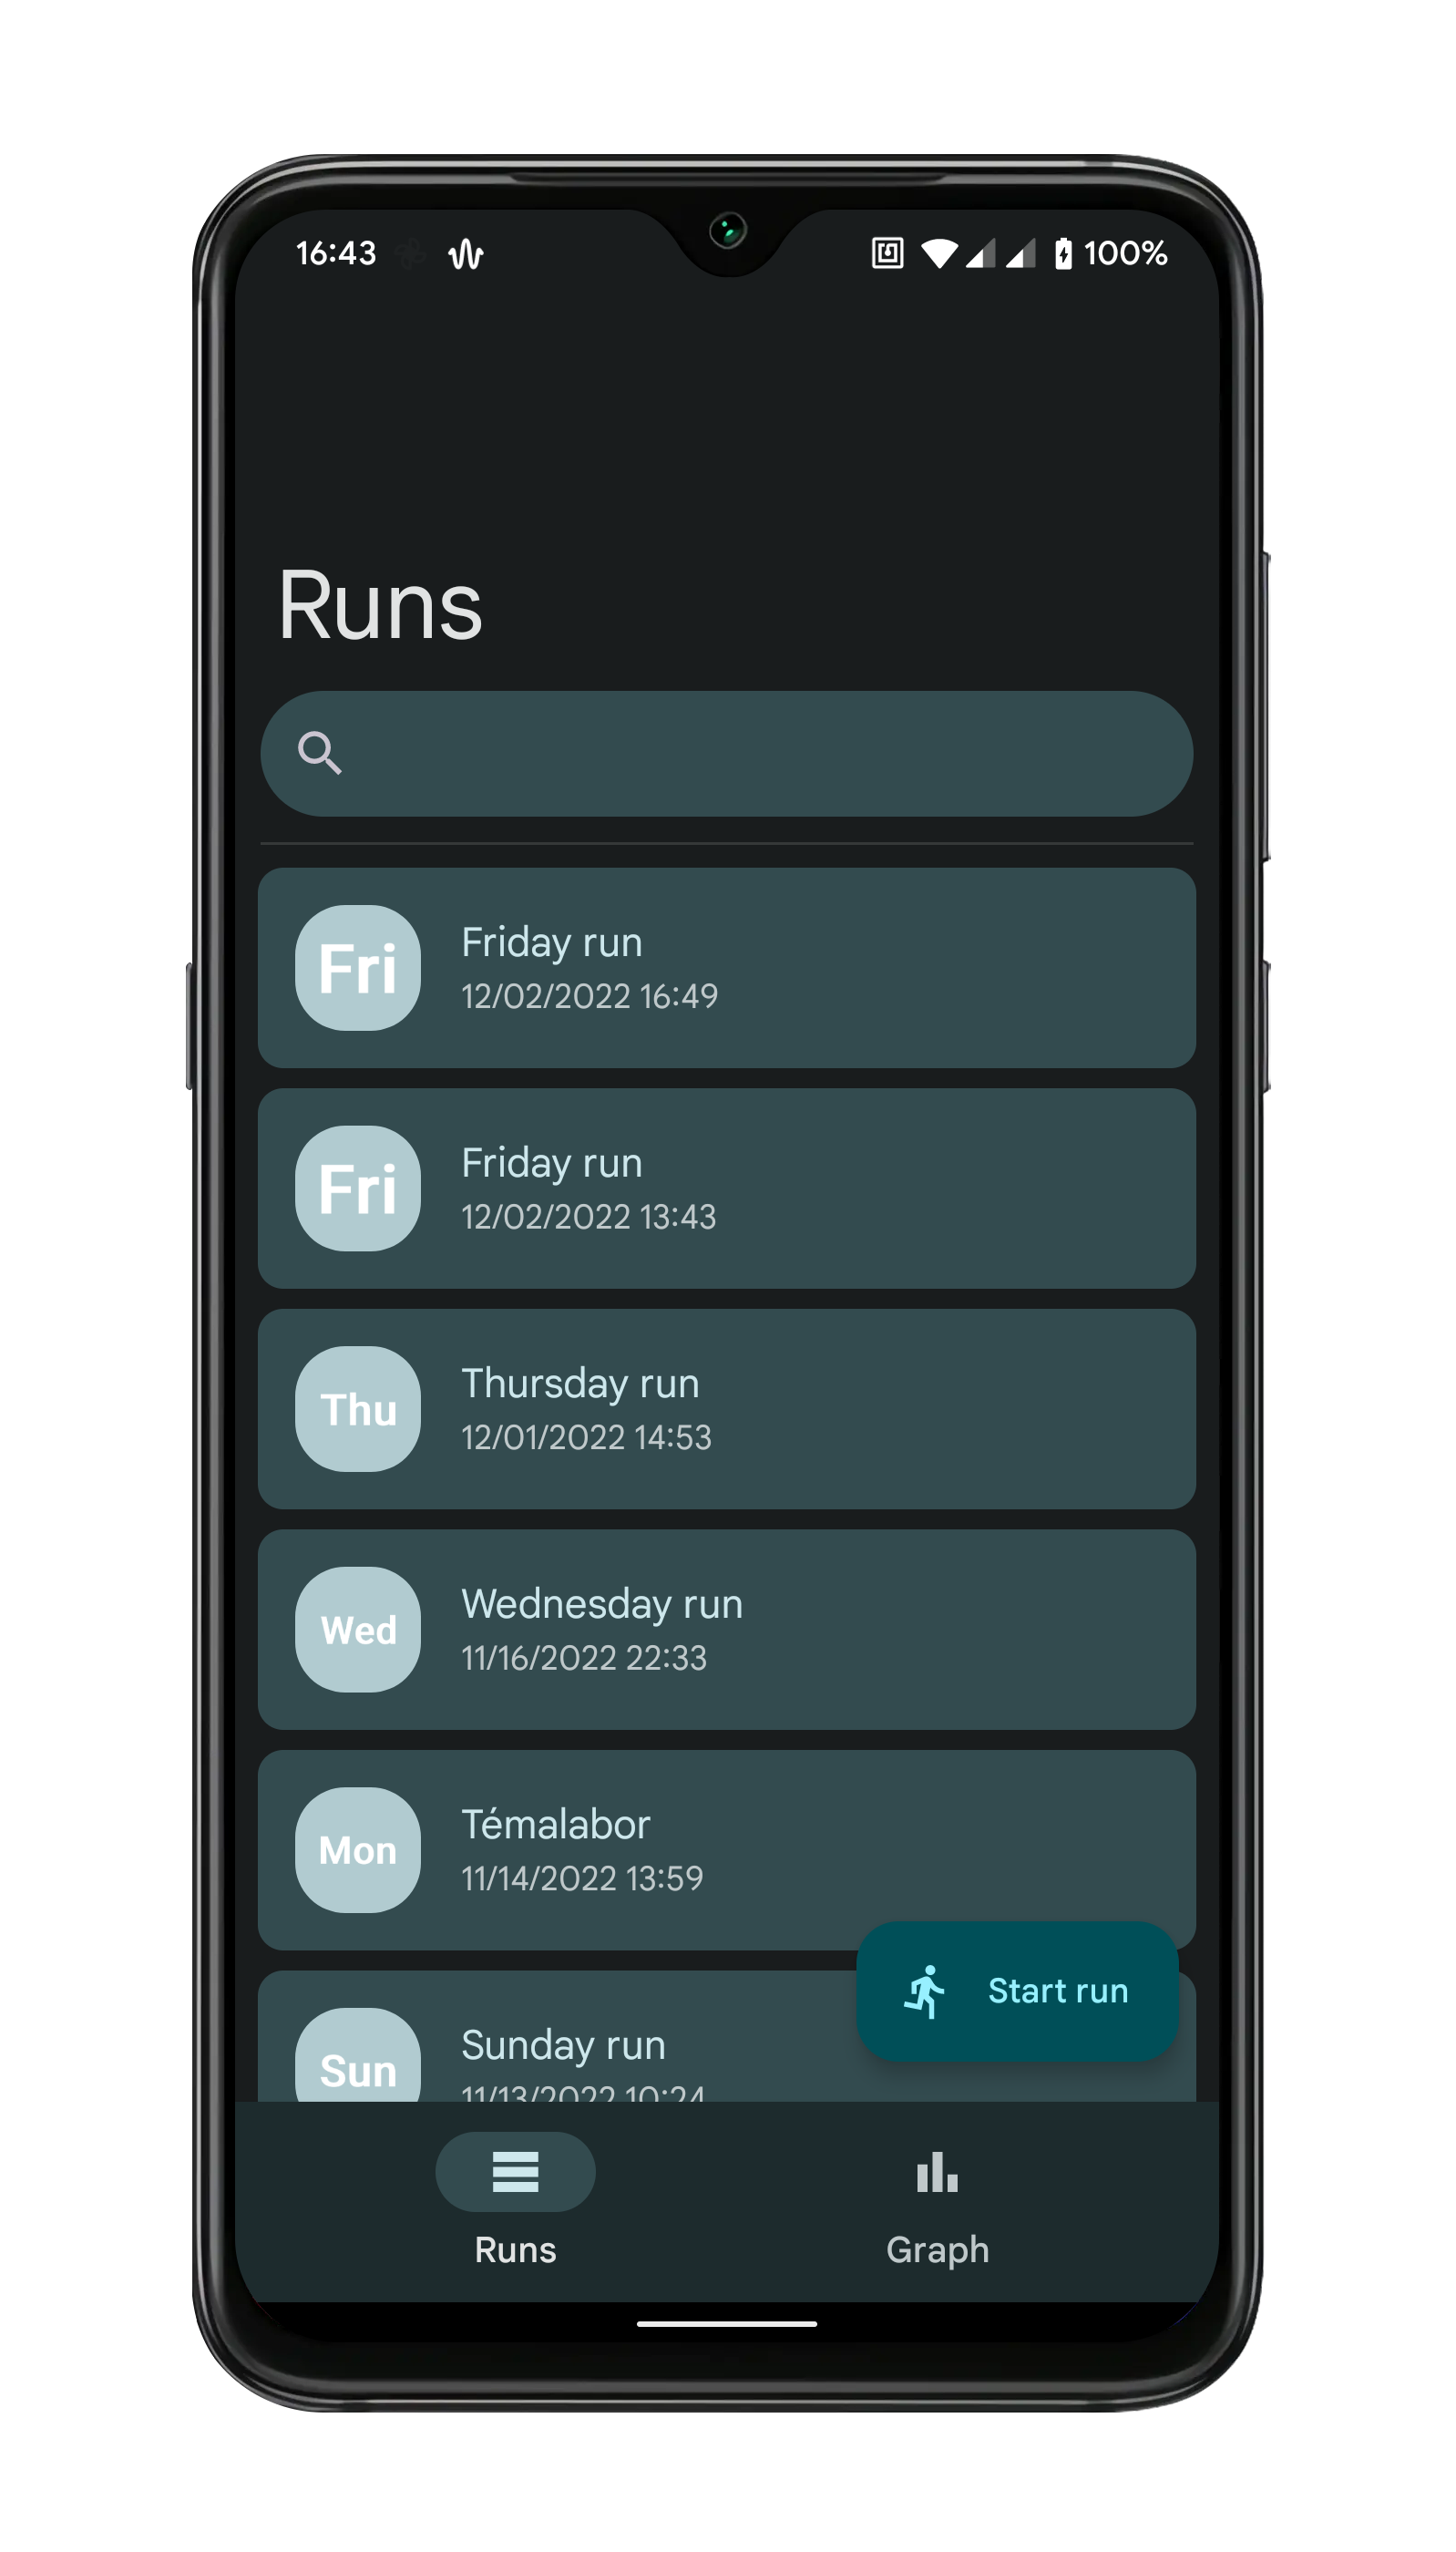 16:43 100%
Runs
Fri
Friday run
12/02/2022 16:49
Fri
Friday run
12/02/2022 13:43
Thu
Thursday run
12/01/2022 14:53
Wed
Wednesday run
11/16/2022 22:33
Mon
Témalabor
11/14/2022 13:59
Start run
Sun
Sunday run
11/13/2022 10:24
Runs
Graph